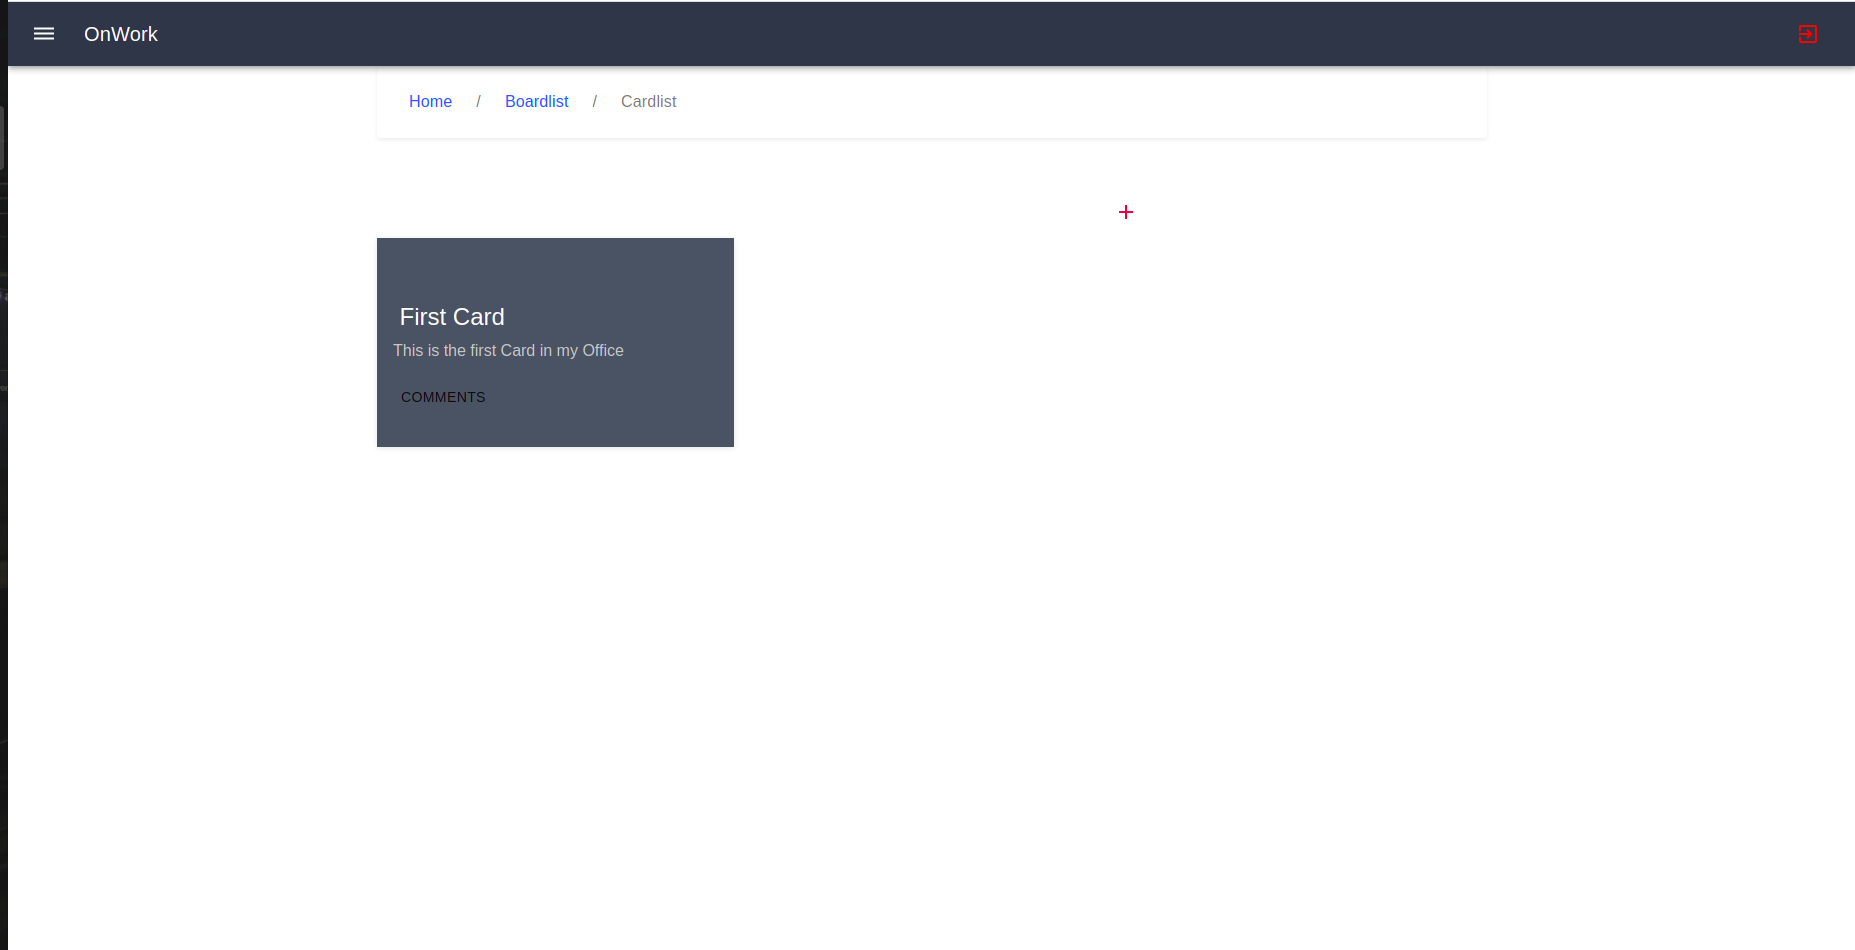 OnWork
Home / Boardlist / Cardlist
First Card
This is the first Card in my Office
COMMENTS